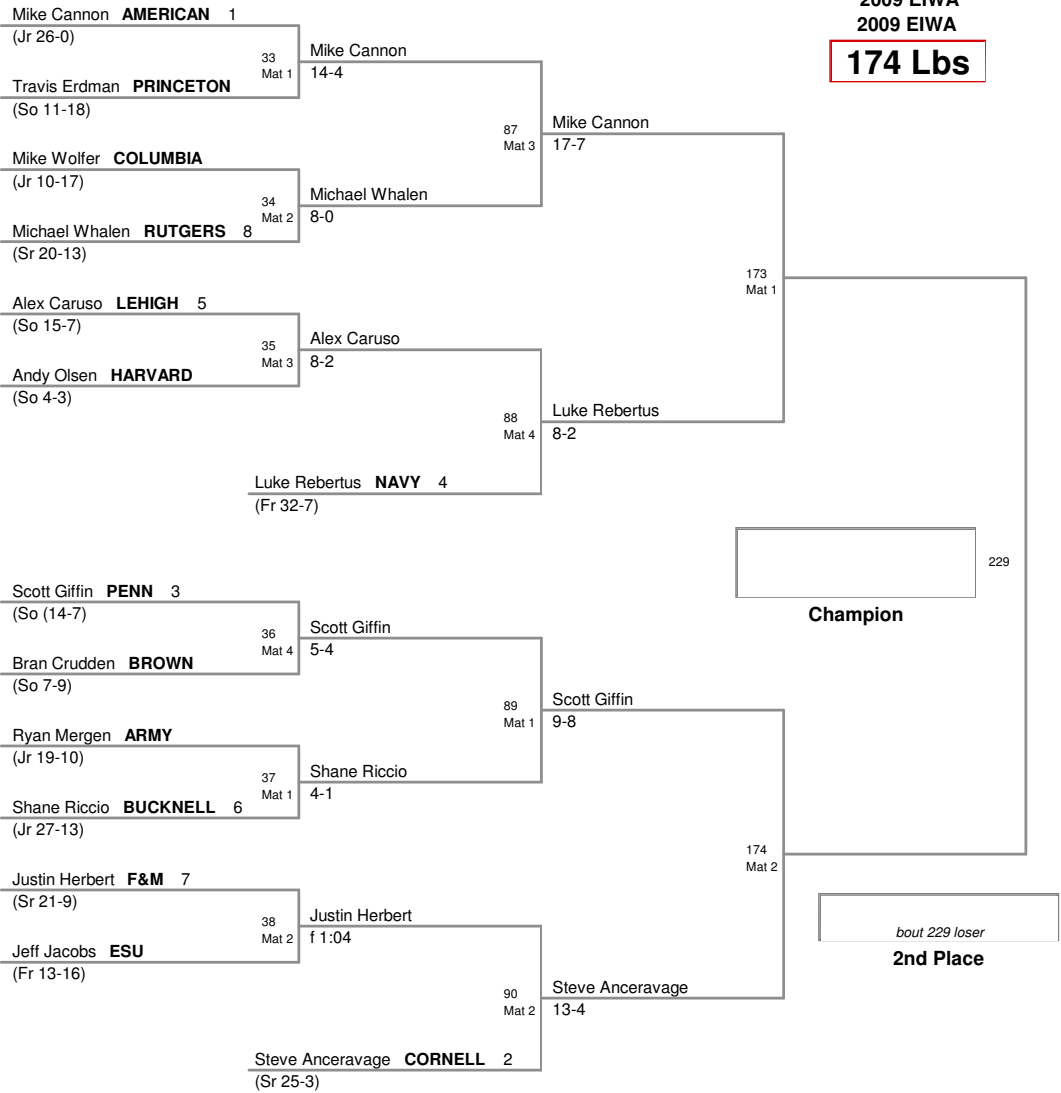 2009 EIWA
2009 EIWA
174 Lbs
Mike Cannon AMERICAN 1
(Jr 26-0)
33
Mat 1
Mike Cannon
14-4
Travis Erdman PRINCETON
(So 11-18)
87
Mat 3
Mike Cannon
17-7
Mike Wolfer COLUMBIA
(Jr 10-17)
34
Mat 2
Michael Whalen
8-0
Michael Whalen RUTGERS 8
(Sr 20-13)
173
Mat 1
Alex Caruso LEHIGH 5
(So 15-7)
35
Mat 3
Alex Caruso
8-2
Andy Olsen HARVARD
(So 4-3)
88
Mat 4
Luke Rebertus
8-2
Luke Rebertus NAVY 4
(Fr 32-7)
229
Champion
Scott Giffin PENN 3
(So (14-7)
36
Mat 4
Scott Giffin
5-4
Bran Crudden BROWN
(So 7-9)
89
Mat 1
Scott Giffin
9-8
Ryan Mergen ARMY
(Jr 19-10)
37
Mat 1
Shane Riccio
4-1
Shane Riccio BUCKNELL 6
(Jr 27-13)
174
Mat 2
Justin Herbert F&M 7
(Sr 21-9)
38
Mat 2
Justin Herbert
f 1:04
Jeff Jacobs ESU
(Fr 13-16)
bout 229 loser
2nd Place
90
Mat 2
Steve Anceravage
13-4
Steve Anceravage CORNELL 2
(Sr 25-3)